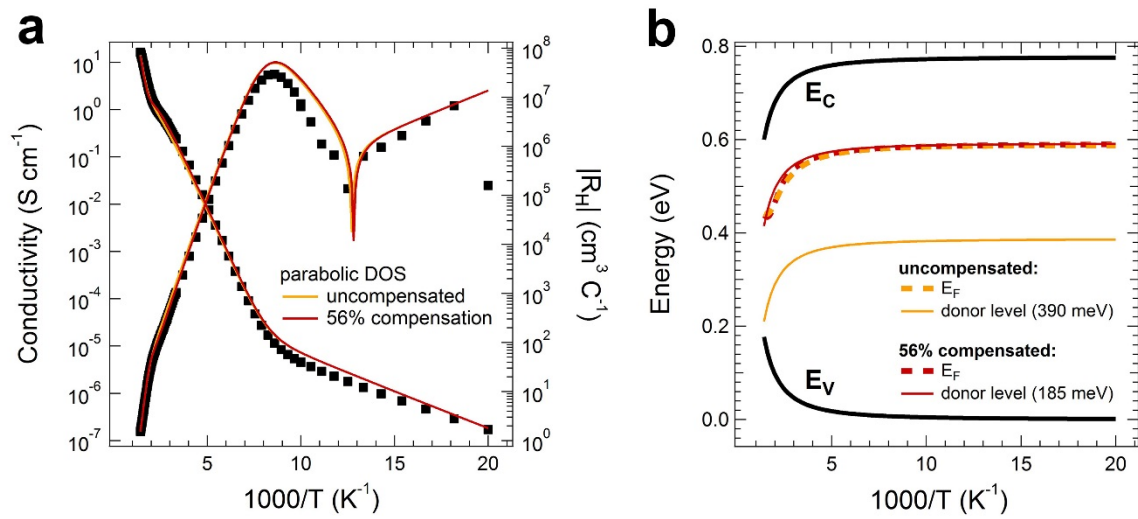 a
10¹
10⁰
10⁻¹
10⁻²
10⁻³
10⁻⁴
10⁻⁵
10⁻⁶
10⁻⁷
Conductivity (S cm⁻¹)
parabolic DOS
uncompensated
56% compensation
10⁸
10⁷
10⁶
10⁵
10⁴
10³
10²
10¹
10⁰
|R_H| (cm³ C⁻¹)
5 10 15 20
1000/T (K⁻¹)
b
0.8
0.6
0.4
0.2
0.0
Energy (eV)
E_C
E_V
uncompensated:
E_F
donor level (390 meV)
56% compensated:
E_F
donor level (185 meV)
5 10 15 20
1000/T (K⁻¹)